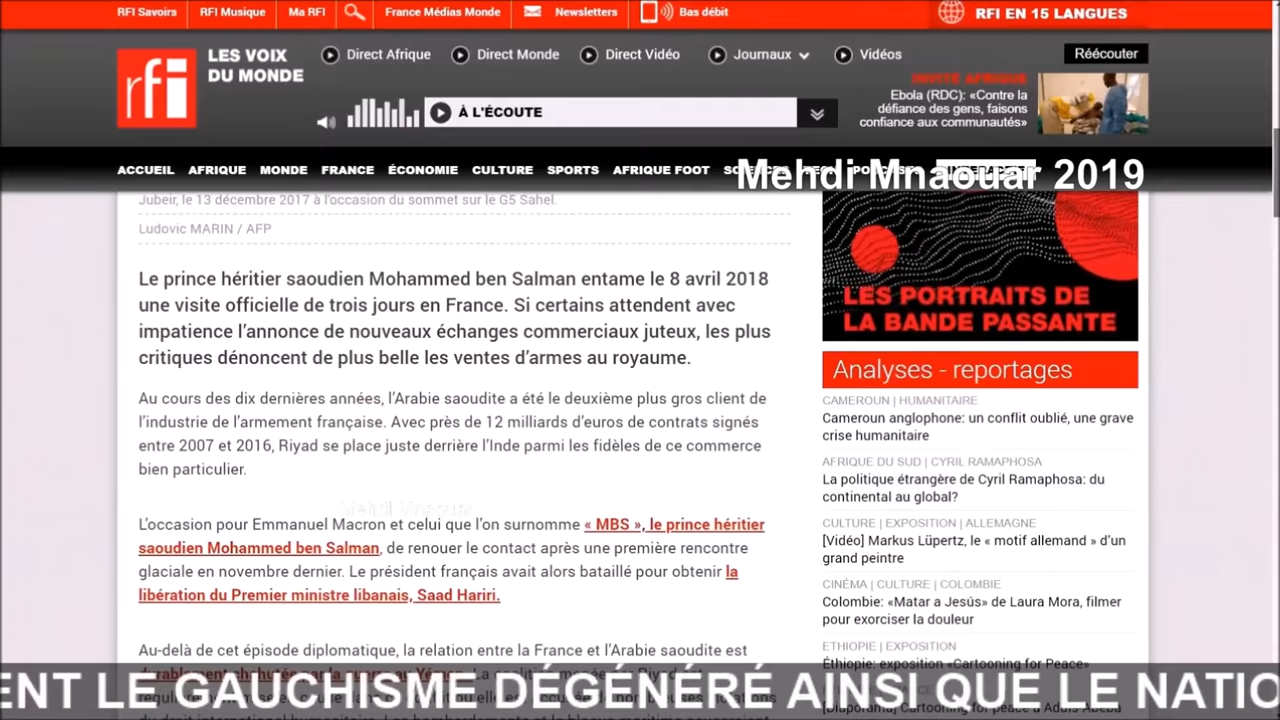 RFI Savoirs RFI Musique Ma RFI France Médias Monde Newsletters Bas débit RFI EN 15 LANGUES
rfi
LES VOIX
DU MONDE
Direct Afrique Direct Monde Direct Vidéo Journaux Vidéos
Réécouter
À L'ÉCOUTE
INVITÉ AFRIQUE
Ebola (RDC): «Contre la
défiance des gens, faisons
confiance aux communautés»
ACCUEIL AFRIQUE MONDE FRANCE ÉCONOMIE CULTURE SPORTS AFRIQUE FOOT
Mehdi Mnaouar 2019
Jubeir, le 13 décembre 2017 à l'occasion du sommet sur le G5 Sahel.
Ludovic MARIN / AFP
Le prince héritier saoudien Mohammed ben Salman entame le 8 avril 2018
une visite officielle de trois jours en France. Si certains attendent avec
impatience l'annonce de nouveaux échanges commerciaux juteux, les plus
critiques dénoncent de plus belle les ventes d'armes au royaume.
Au cours des dix dernières années, l'Arabie saoudite a été le deuxième plus gros client de
l'industrie de l'armement française. Avec près de 12 milliards d'euros de contrats signés
entre 2007 et 2016, Riyad se place juste derrière l'Inde parmi les fidèles de ce commerce
bien particulier.
L'occasion pour Emmanuel Macron et celui que l'on surnomme « MBS », le prince héritier
saoudien Mohammed ben Salman, de renouer le contact après une première rencontre
glaciale en novembre dernier. Le président français avait alors bataillé pour obtenir la
libération du Premier ministre libanais, Saad Hariri.
Au-delà de cet épisode diplomatique, la relation entre la France et l'Arabie saoudite est
LES PORTRAITS DE
LA BANDE PASSANTE
Analyses - reportages
CAMEROUN | HUMANITAIRE
Cameroun anglophone: un conflit oublié, une grave
crise humanitaire
AFRIQUE DU SUD | CYRIL RAMAPHOSA
La politique étrangère de Cyril Ramaphosa: du
continental au global?
CULTURE | EXPOSITION | ALLEMAGNE
[Vidéo] Markus Lüpertz, le « motif allemand » d'un
grand peintre
CINÉMA | CULTURE | COLOMBIE
Colombie: «Matar a Jesús» de Laura Mora, filmer
pour exorciser la douleur
ETHIOPIE | EXPOSITION
Éthiopie: exposition «Cartooning for Peace»
ENT LE GAUCHISME DÉGÉNÉRÉ AINSI QUE LE NATIO